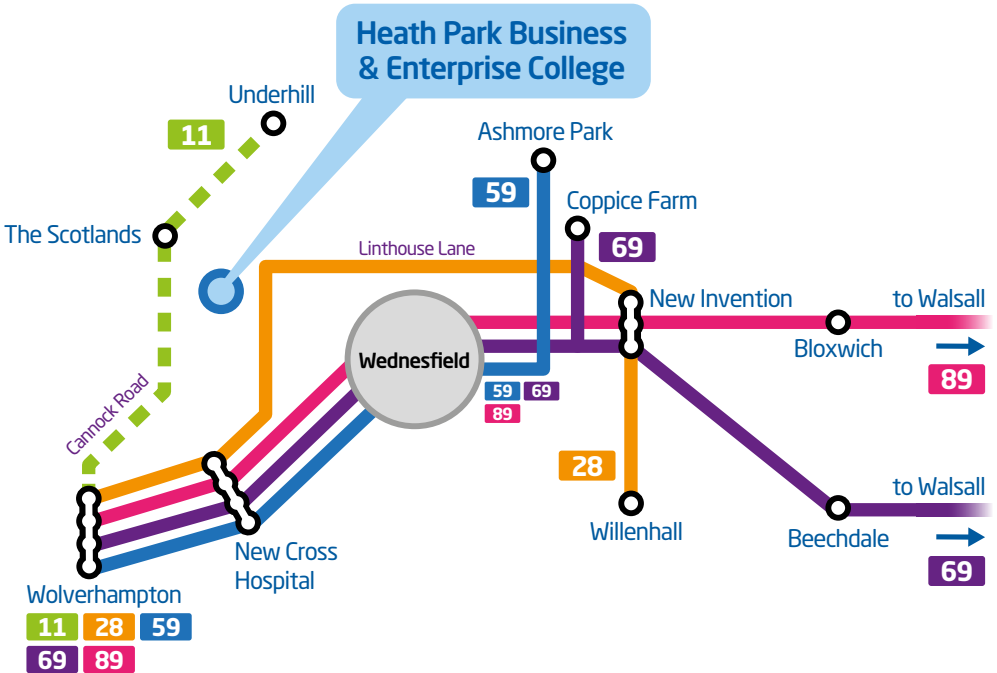 Heath Park Business
& Enterprise College
Underhill
11
Ashmore Park
59
Coppice Farm
69
The Scotlands
Linthouse Lane
New Invention
to Walsall
Bloxwich
89
Wednesfield
59 69
89
Cannock Road
28
Willenhall
to Walsall
Beechdale
69
New Cross
Hospital
Wolverhampton
11 28 59
69 89